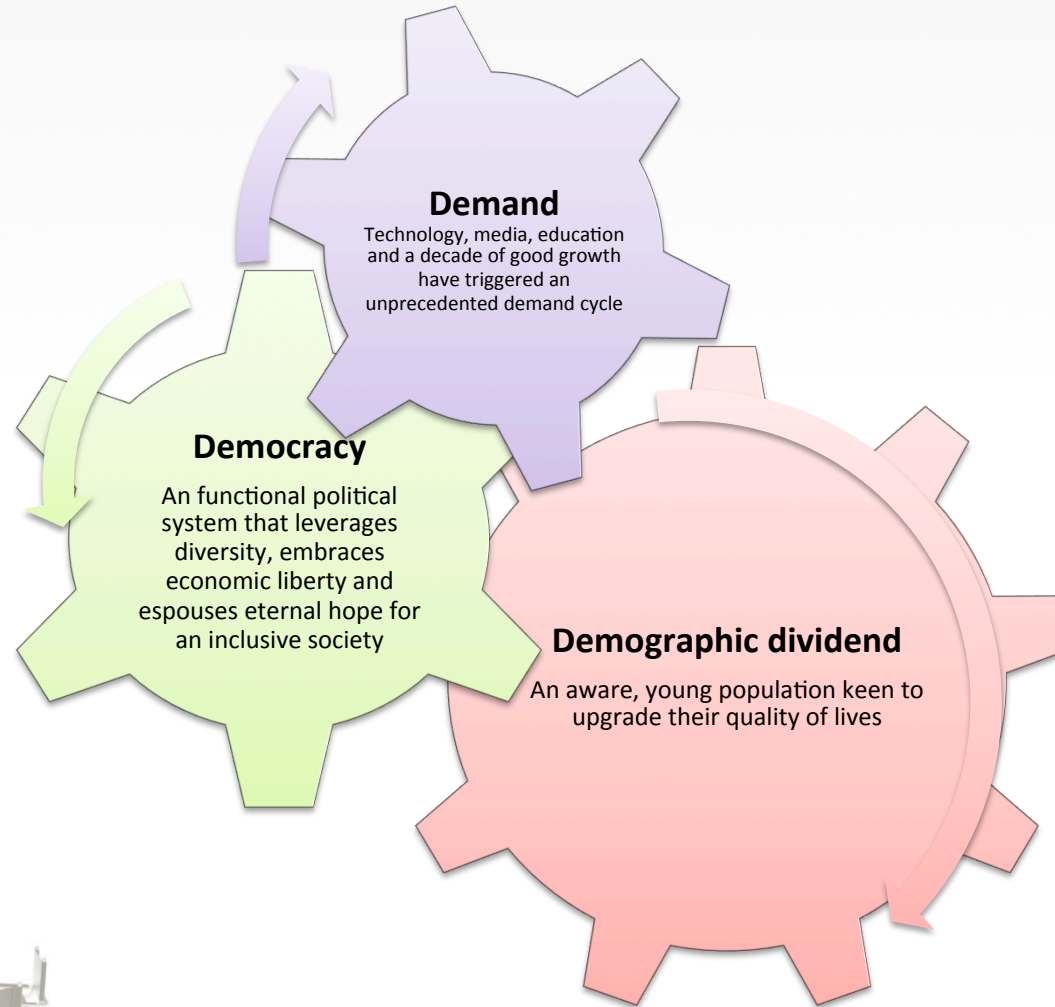 Demand
Technology, media, education
and a decade of good growth
have triggered an
unprecedented demand cycle
Democracy
An functional political
system that leverages
diversity, embraces
economic liberty and
espouses eternal hope for
an inclusive society
Demographic dividend
An aware, young population keen to
upgrade their quality of lives